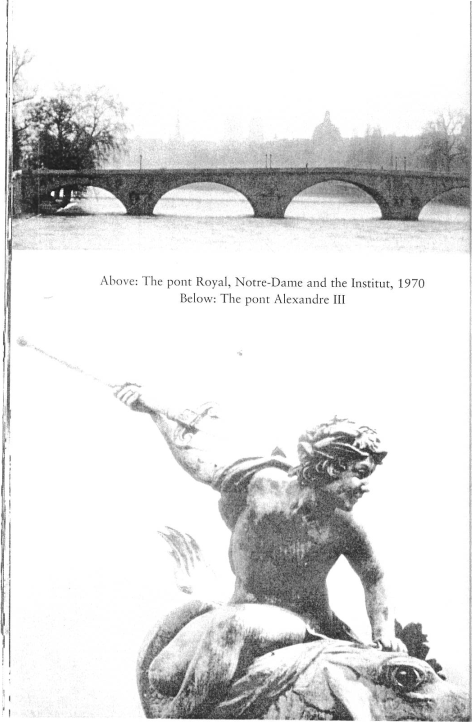 Above: The pont Royal, Notre-Dame and the Institut, 1970
Below: The pont Alexandre III